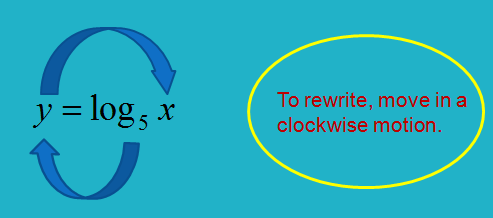 y = log₅ x
To rewrite, move in a
clockwise motion.